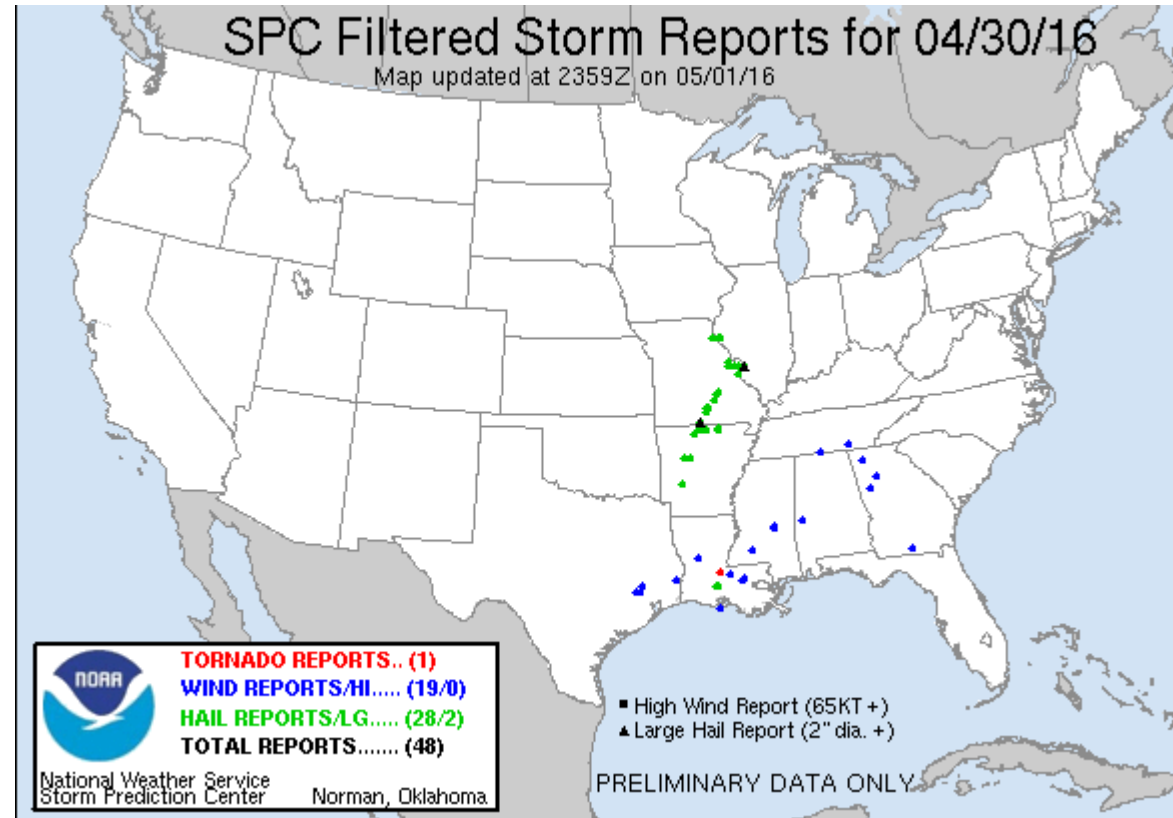 SPC Filtered Storm Reports for 04/30/16
Map updated at 2359Z on 05/01/16
NOAA
TORNADO REPORTS.. (1)
WIND REPORTS/HI..... (19/0)
HAIL REPORTS/LG..... (28/2)
TOTAL REPORTS....... (48)
National Weather Service
Storm Prediction Center Norman, Oklahoma
High Wind Report (65KT +)
Large Hail Report (2" dia. +)
PRELIMINARY DATA ONLY